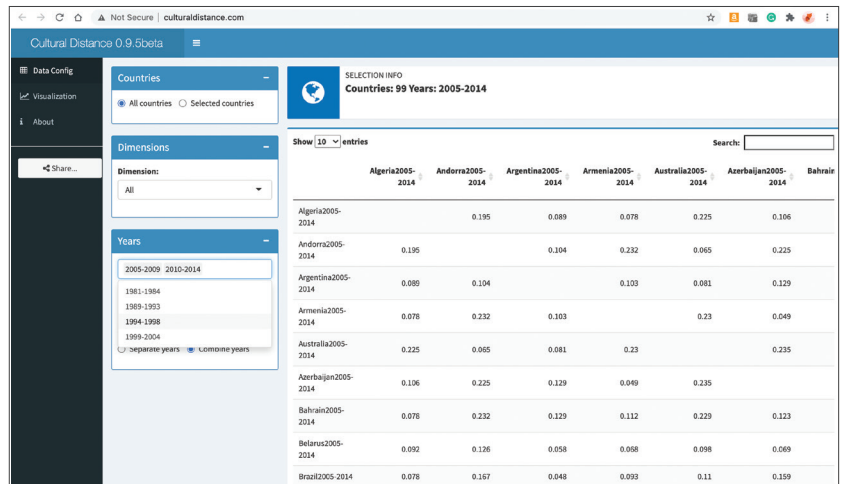 Not Secure | culturaldistance.com
Cultural Distance 0.9.5beta
Data Config
Visualization
i About
Share...
Countries
All countries Selected countries
Dimensions
Dimension:
All
Years
2005-2009 2010-2014
1981-1984
1989-1993
1994-1998
1999-2004
Separate years Combine years
SELECTION INFO
Countries: 99 Years: 2005-2014
Show 10 entries
Search:
Algeria2005-2014 Andorra2005-2014 Argentina2005-2014 Armenia2005-2014 Australia2005-2014 Azerbaijan2005-2014 Bahrain
Algeria2005-2014 0.195 0.089 0.078 0.225 0.106
Andorra2005-2014 0.195 0.104 0.232 0.065 0.225
Argentina2005-2014 0.089 0.104 0.103 0.081 0.129
Armenia2005-2014 0.078 0.232 0.103 0.23 0.049
Australia2005-2014 0.225 0.065 0.081 0.23 0.235
Azerbaijan2005-2014 0.106 0.225 0.129 0.049 0.235
Bahrain2005-2014 0.078 0.232 0.129 0.112 0.229 0.123
Belarus2005-2014 0.092 0.126 0.058 0.068 0.098 0.069
Brazil2005-2014 0.078 0.167 0.048 0.093 0.11 0.159